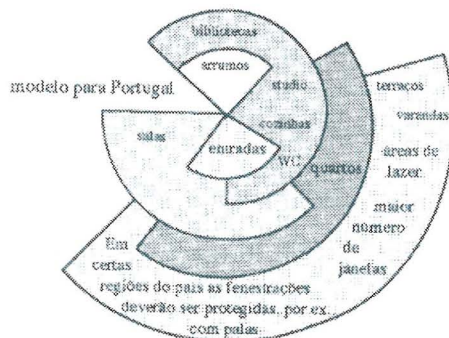 bibliotecas
arrumos
modelo para Portugal
studio
terraços
varandas
cozinhas
salas
entradas
WC
quartos
áreas de
lazer
maior
número
de
janelas
Em
certas
regiões do país as fenestrações
deverão ser protegidas, por ex.
com palas